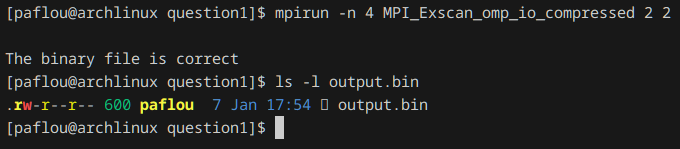 [paflou@archlinux question1]$ mpirun -n 4 MPI_Exscan_omp_io_compressed 2 2
The binary file is correct
[paflou@archlinux question1]$ ls -l output.bin
.rw-r--r-- 600 paflou  7 Jan 17:54 ▯ output.bin
[paflou@archlinux question1]$